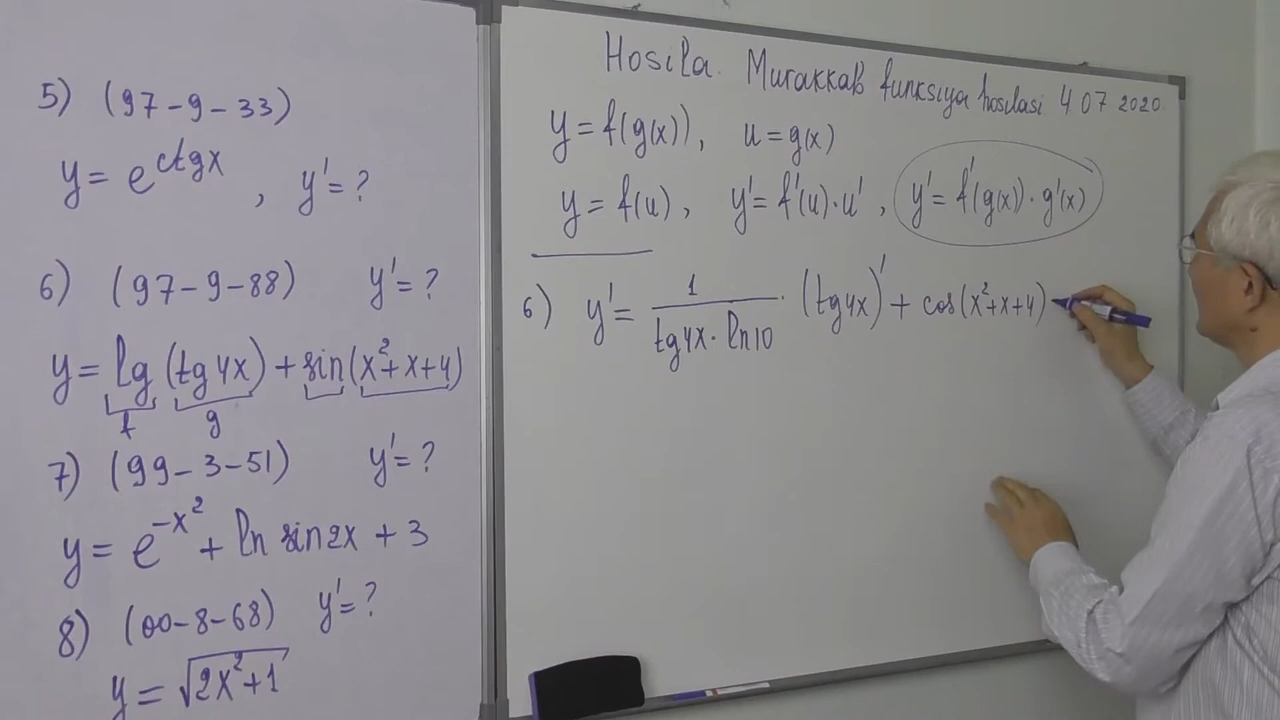 5) (97-9-33)
y = e^{ctgx}, y' = ?
6) (97-9-88) y' = ?
y = lg (tg4x) + sin(x²+x+4)
f g
7) (99-3-51) y' = ?
y = e^{-x²} + ln sin2x + 3
8) (00-8-68) y' = ?
y = √(2x²+1)
Hosila. Murakkab funksiya hosilasi 4 07 2020
y = f(g(x)), u = g(x)
y = f(u), y' = f'(u)·u', y' = f'(g(x))·g'(x)
6) y' = 1/(tg4x·ln10) · (tg4x)' + cos(x²+x+4)